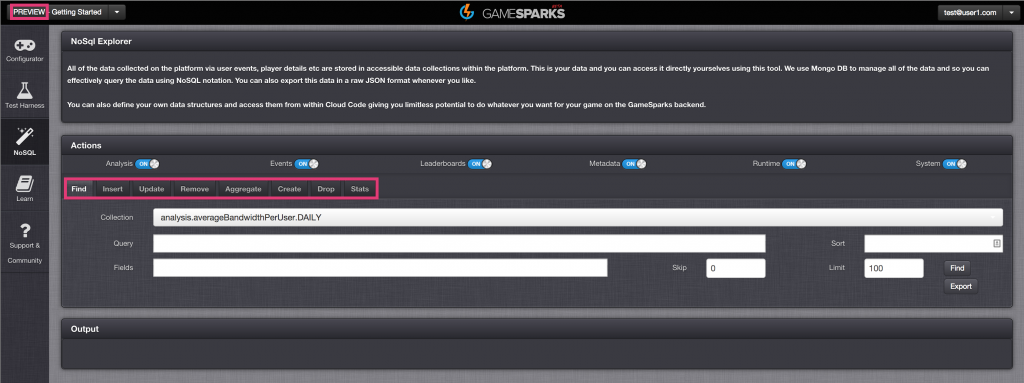 PREVIEW - Getting Started
beta
GAMESPARKS
test@user1.com
Configurator
Test Harness
NoSQL
Learn
Support &
Community
NoSql Explorer
All of the data collected on the platform via user events, player details etc are stored in accessible data collections within the platform. This is your data and you can access it directly yourselves using this tool. We use Mongo DB to manage all of the data and so you can
effectively query the data using NoSQL notation. You can also export this data in a raw JSON format whenever you like.
You can also define your own data structures and access them from within Cloud Code giving you limitless potential to do whatever you want for your game on the GameSparks backend.
Actions
Analysis ON Events ON Leaderboards ON Metadata ON Runtime ON System ON
Find Insert Update Remove Aggregate Create Drop Stats
Collection analysis.averageBandwidthPerUser.DAILY
Query Sort
Fields Skip 0 Limit 100 Find
Export
Output